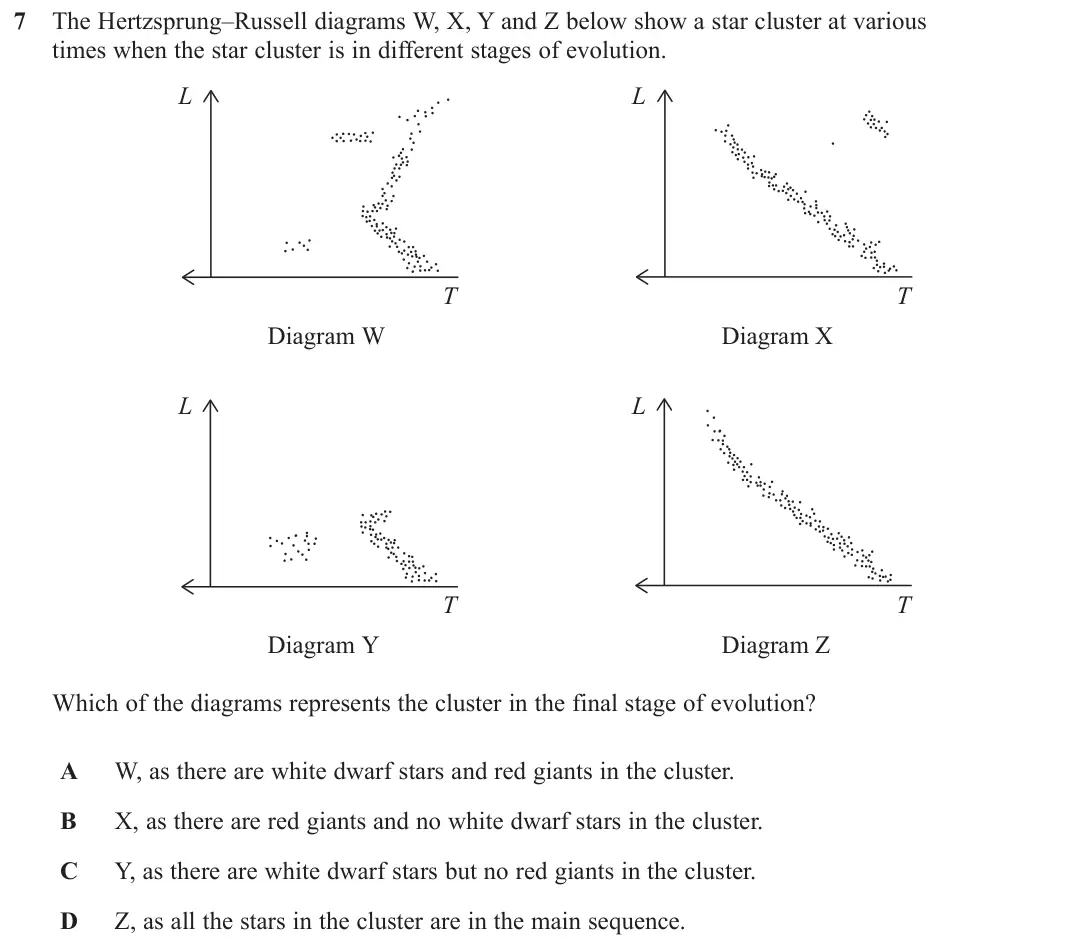 7 The Hertzsprung–Russell diagrams W, X, Y and Z below show a star cluster at various
times when the star cluster is in different stages of evolution.
L
T
Diagram W
L
T
Diagram X
L
T
Diagram Y
L
T
Diagram Z
Which of the diagrams represents the cluster in the final stage of evolution?
A W, as there are white dwarf stars and red giants in the cluster.
B X, as there are red giants and no white dwarf stars in the cluster.
C Y, as there are white dwarf stars but no red giants in the cluster.
D Z, as all the stars in the cluster are in the main sequence.